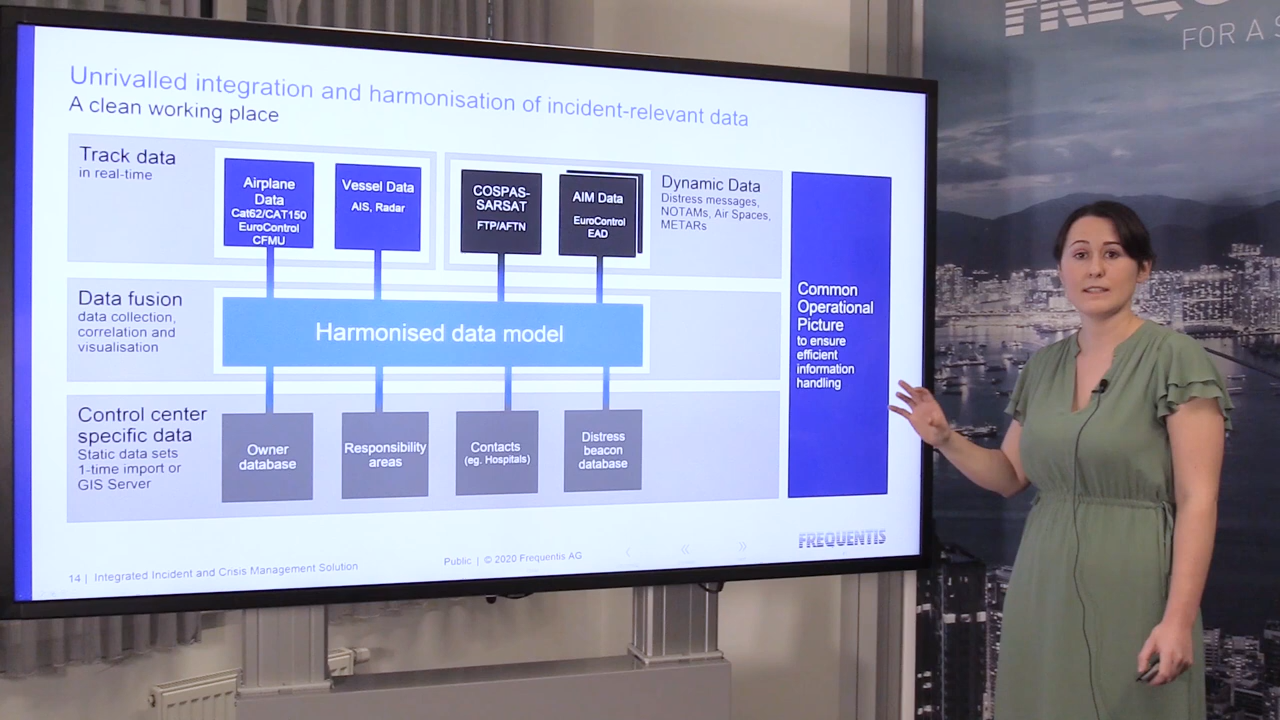 Unrivalled integration and harmonisation of incident-relevant data
A clean working place
Track data
in real-time
Airplane
Data
Cat62/CAT150
EuroControl
CFMU
Vessel Data
AIS, Radar
COSPAS-
SARSAT
FTP/AFTN
AIM Data
EuroControl
EAD
Dynamic Data
Distress messages,
NOTAMs, Air Spaces,
METARs
Data fusion
data collection,
correlation and
visualisation
Harmonised data model
Control center
specific data
Static data sets
1-time import or
GIS Server
Owner
database
Responsibility
areas
Contacts
(eg. Hospitals)
Distress
beacon
database
Common
Operational
Picture
to ensure
efficient
information
handling
FREQUENTIS
14 | Integrated Incident and Crisis Management Solution
Public | © 2020 Frequentis AG
FOR A